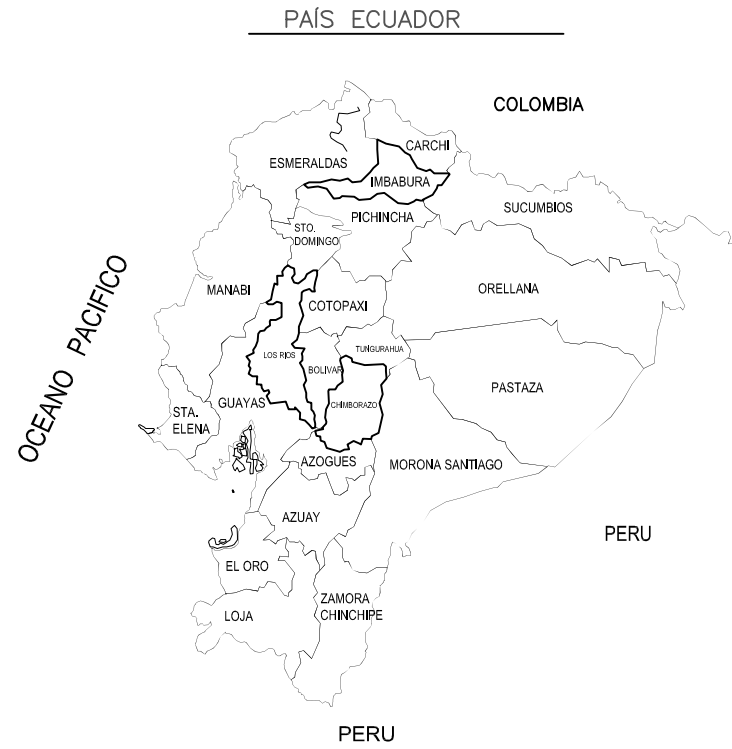 PAÍS ECUADOR
COLOMBIA
CARCHI
ESMERALDAS
IMBABURA
SUCUMBIOS
PICHINCHA
STO.
DOMINGO
OCEANO PACIFICO
MANABI
ORELLANA
COTOPAXI
TUNGURAHUA
LOS RIOS
BOLIVAR
PASTAZA
CHIMBORAZO
GUAYAS
STA.
ELENA
AZOGUES
MORONA SANTIAGO
AZUAY
PERU
EL ORO
ZAMORA
CHINCHIPE
LOJA
PERU